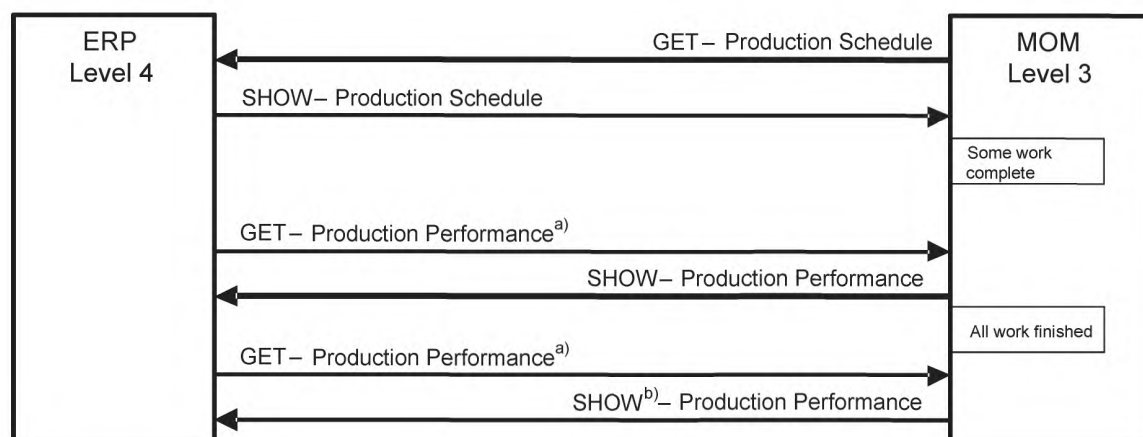 ERP
Level 4
MOM
Level 3
GET– Production Schedule
SHOW– Production Schedule
Some work
complete
GET– Production Performance a)
SHOW– Production Performance
All work finished
GET– Production Performance a)
SHOW b)– Production Performance